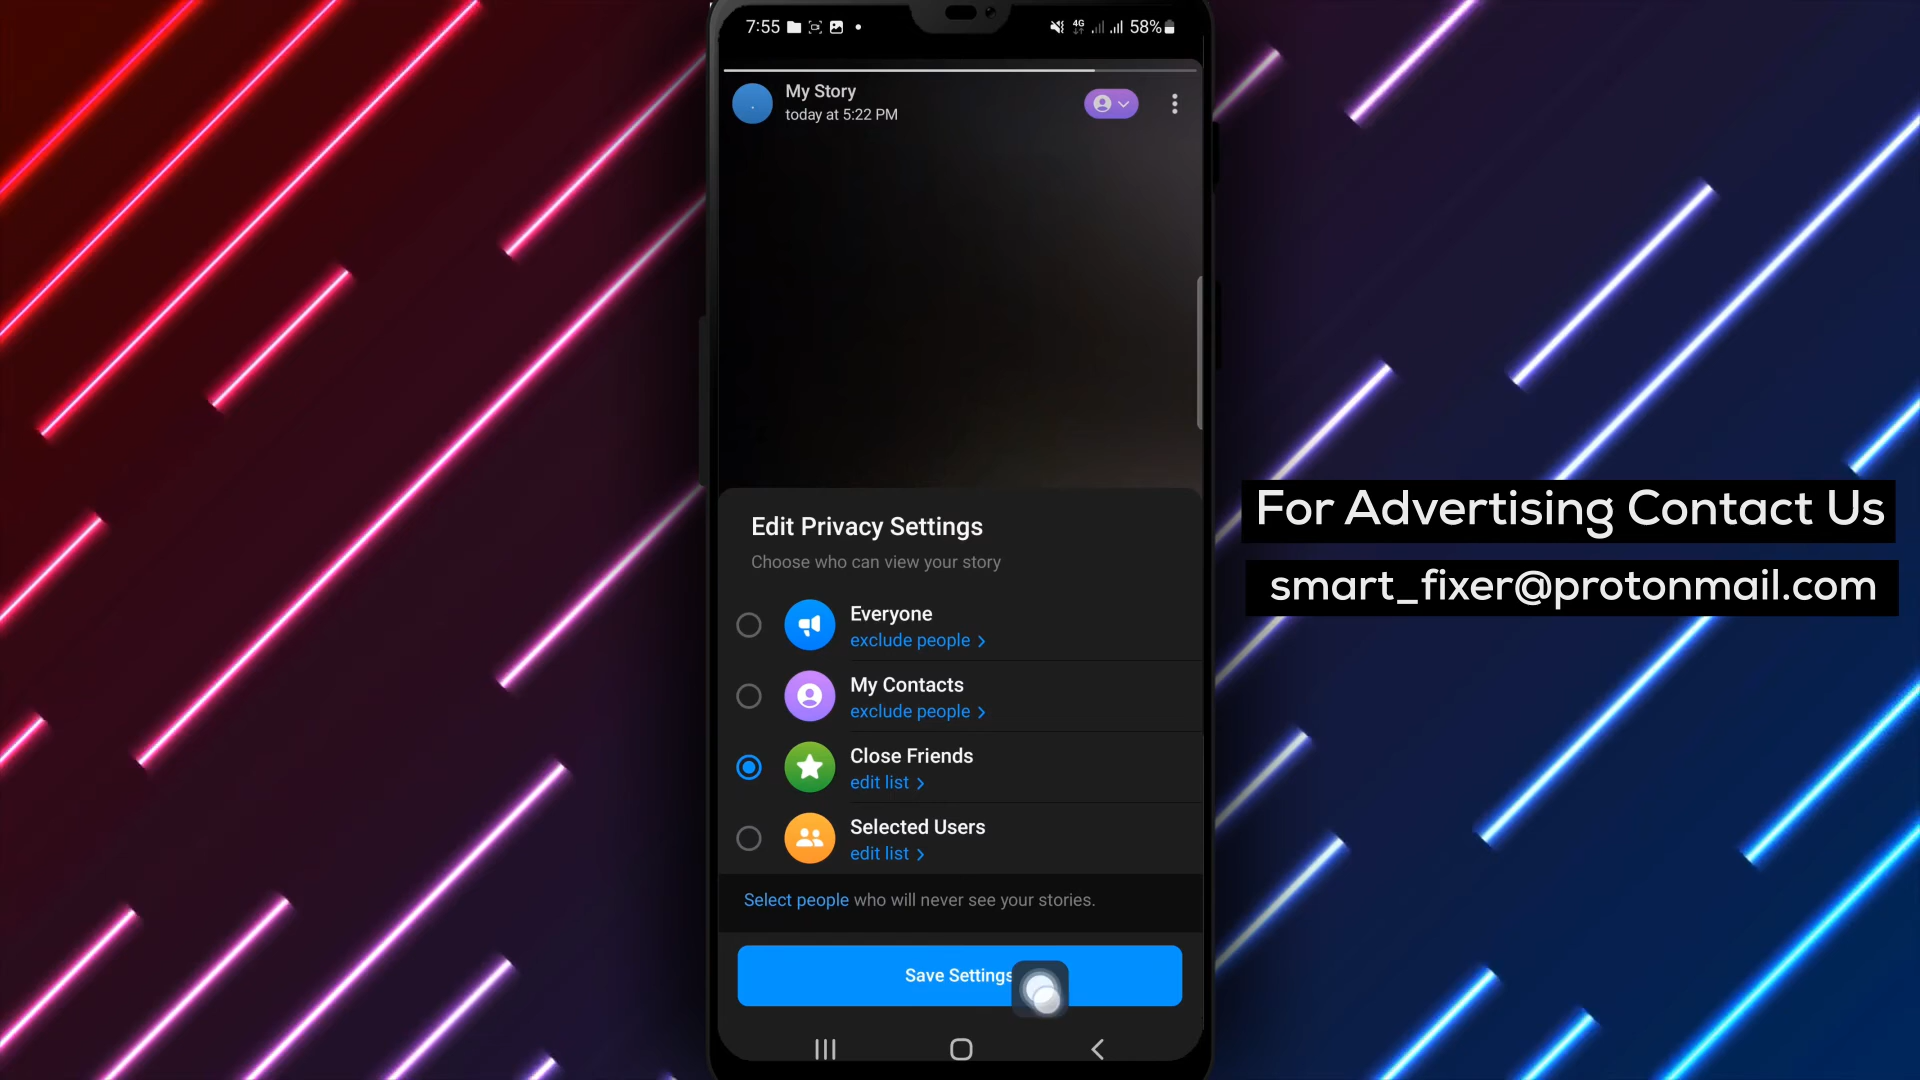 7:55
4G
58%
My Story
today at 5:22 PM
For Advertising Contact Us
smart_fixer@protonmail.com
Edit Privacy Settings
Choose who can view your story
Everyone
exclude people
My Contacts
exclude people
Close Friends
edit list
Selected Users
edit list
Select people who will never see your stories.
Save Settings